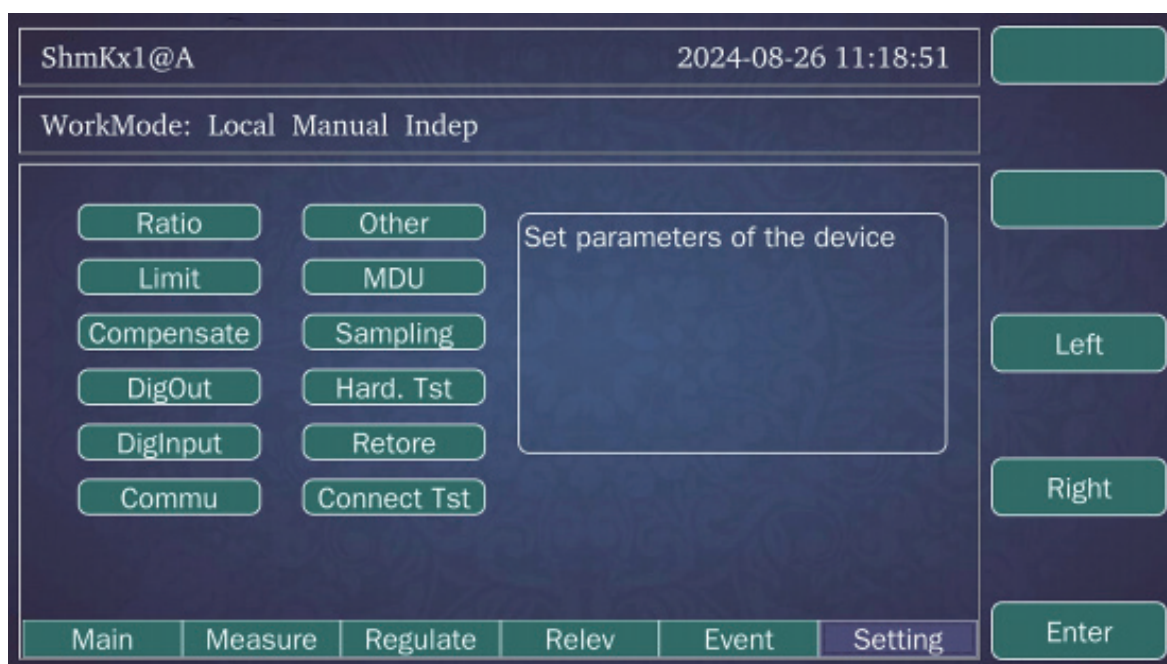 ShmKx1@A 2024-08-26 11:18:51
WorkMode: Local Manual Indep
Ratio Other
Limit MDU
Compensate Sampling
DigOut Hard. Tst
DigInput Retore
Commu Connect Tst
Set parameters of the device
Left
Right
Enter
Main Measure Regulate Relev Event Setting